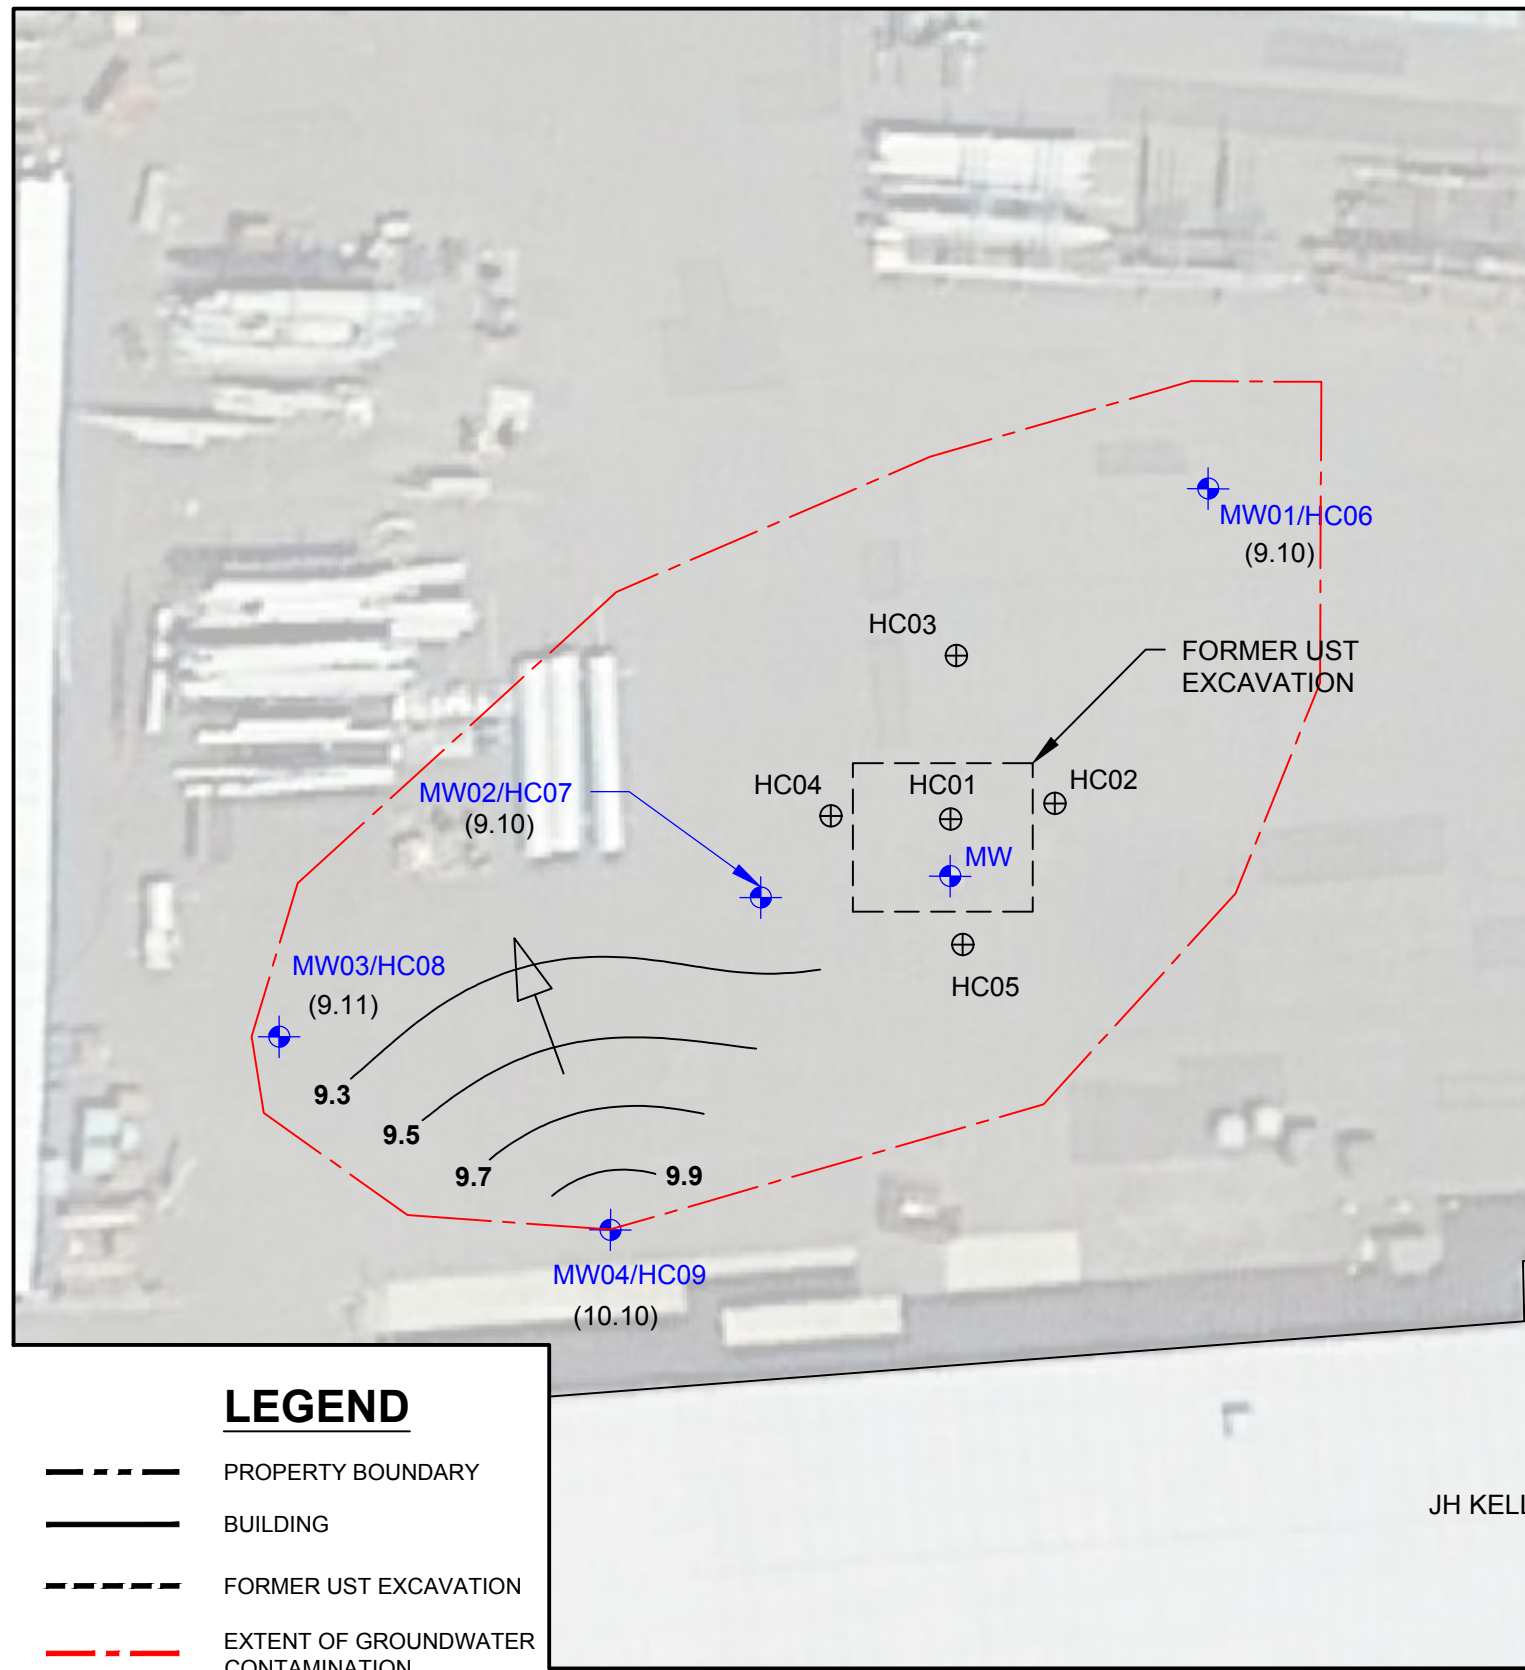 MW01/HC06
(9.10)
HC03
FORMER UST
EXCAVATION
MW02/HC07
(9.10)
HC04
HC01
HC02
MW
MW03/HC08
(9.11)
HC05
9.3
9.5
9.7
9.9
MW04/HC09
(10.10)
LEGEND
PROPERTY BOUNDARY
BUILDING
FORMER UST EXCAVATION
EXTENT OF GROUNDWATER
CONTAMINATION
JH KELL